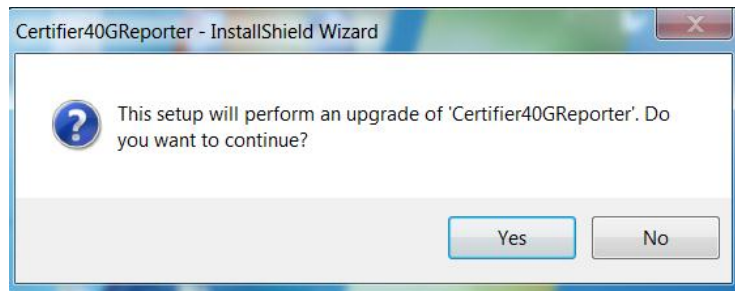 Certifier40GReporter - InstallShield Wizard
This setup will perform an upgrade of 'Certifier40GReporter'. Do
you want to continue?
Yes
No